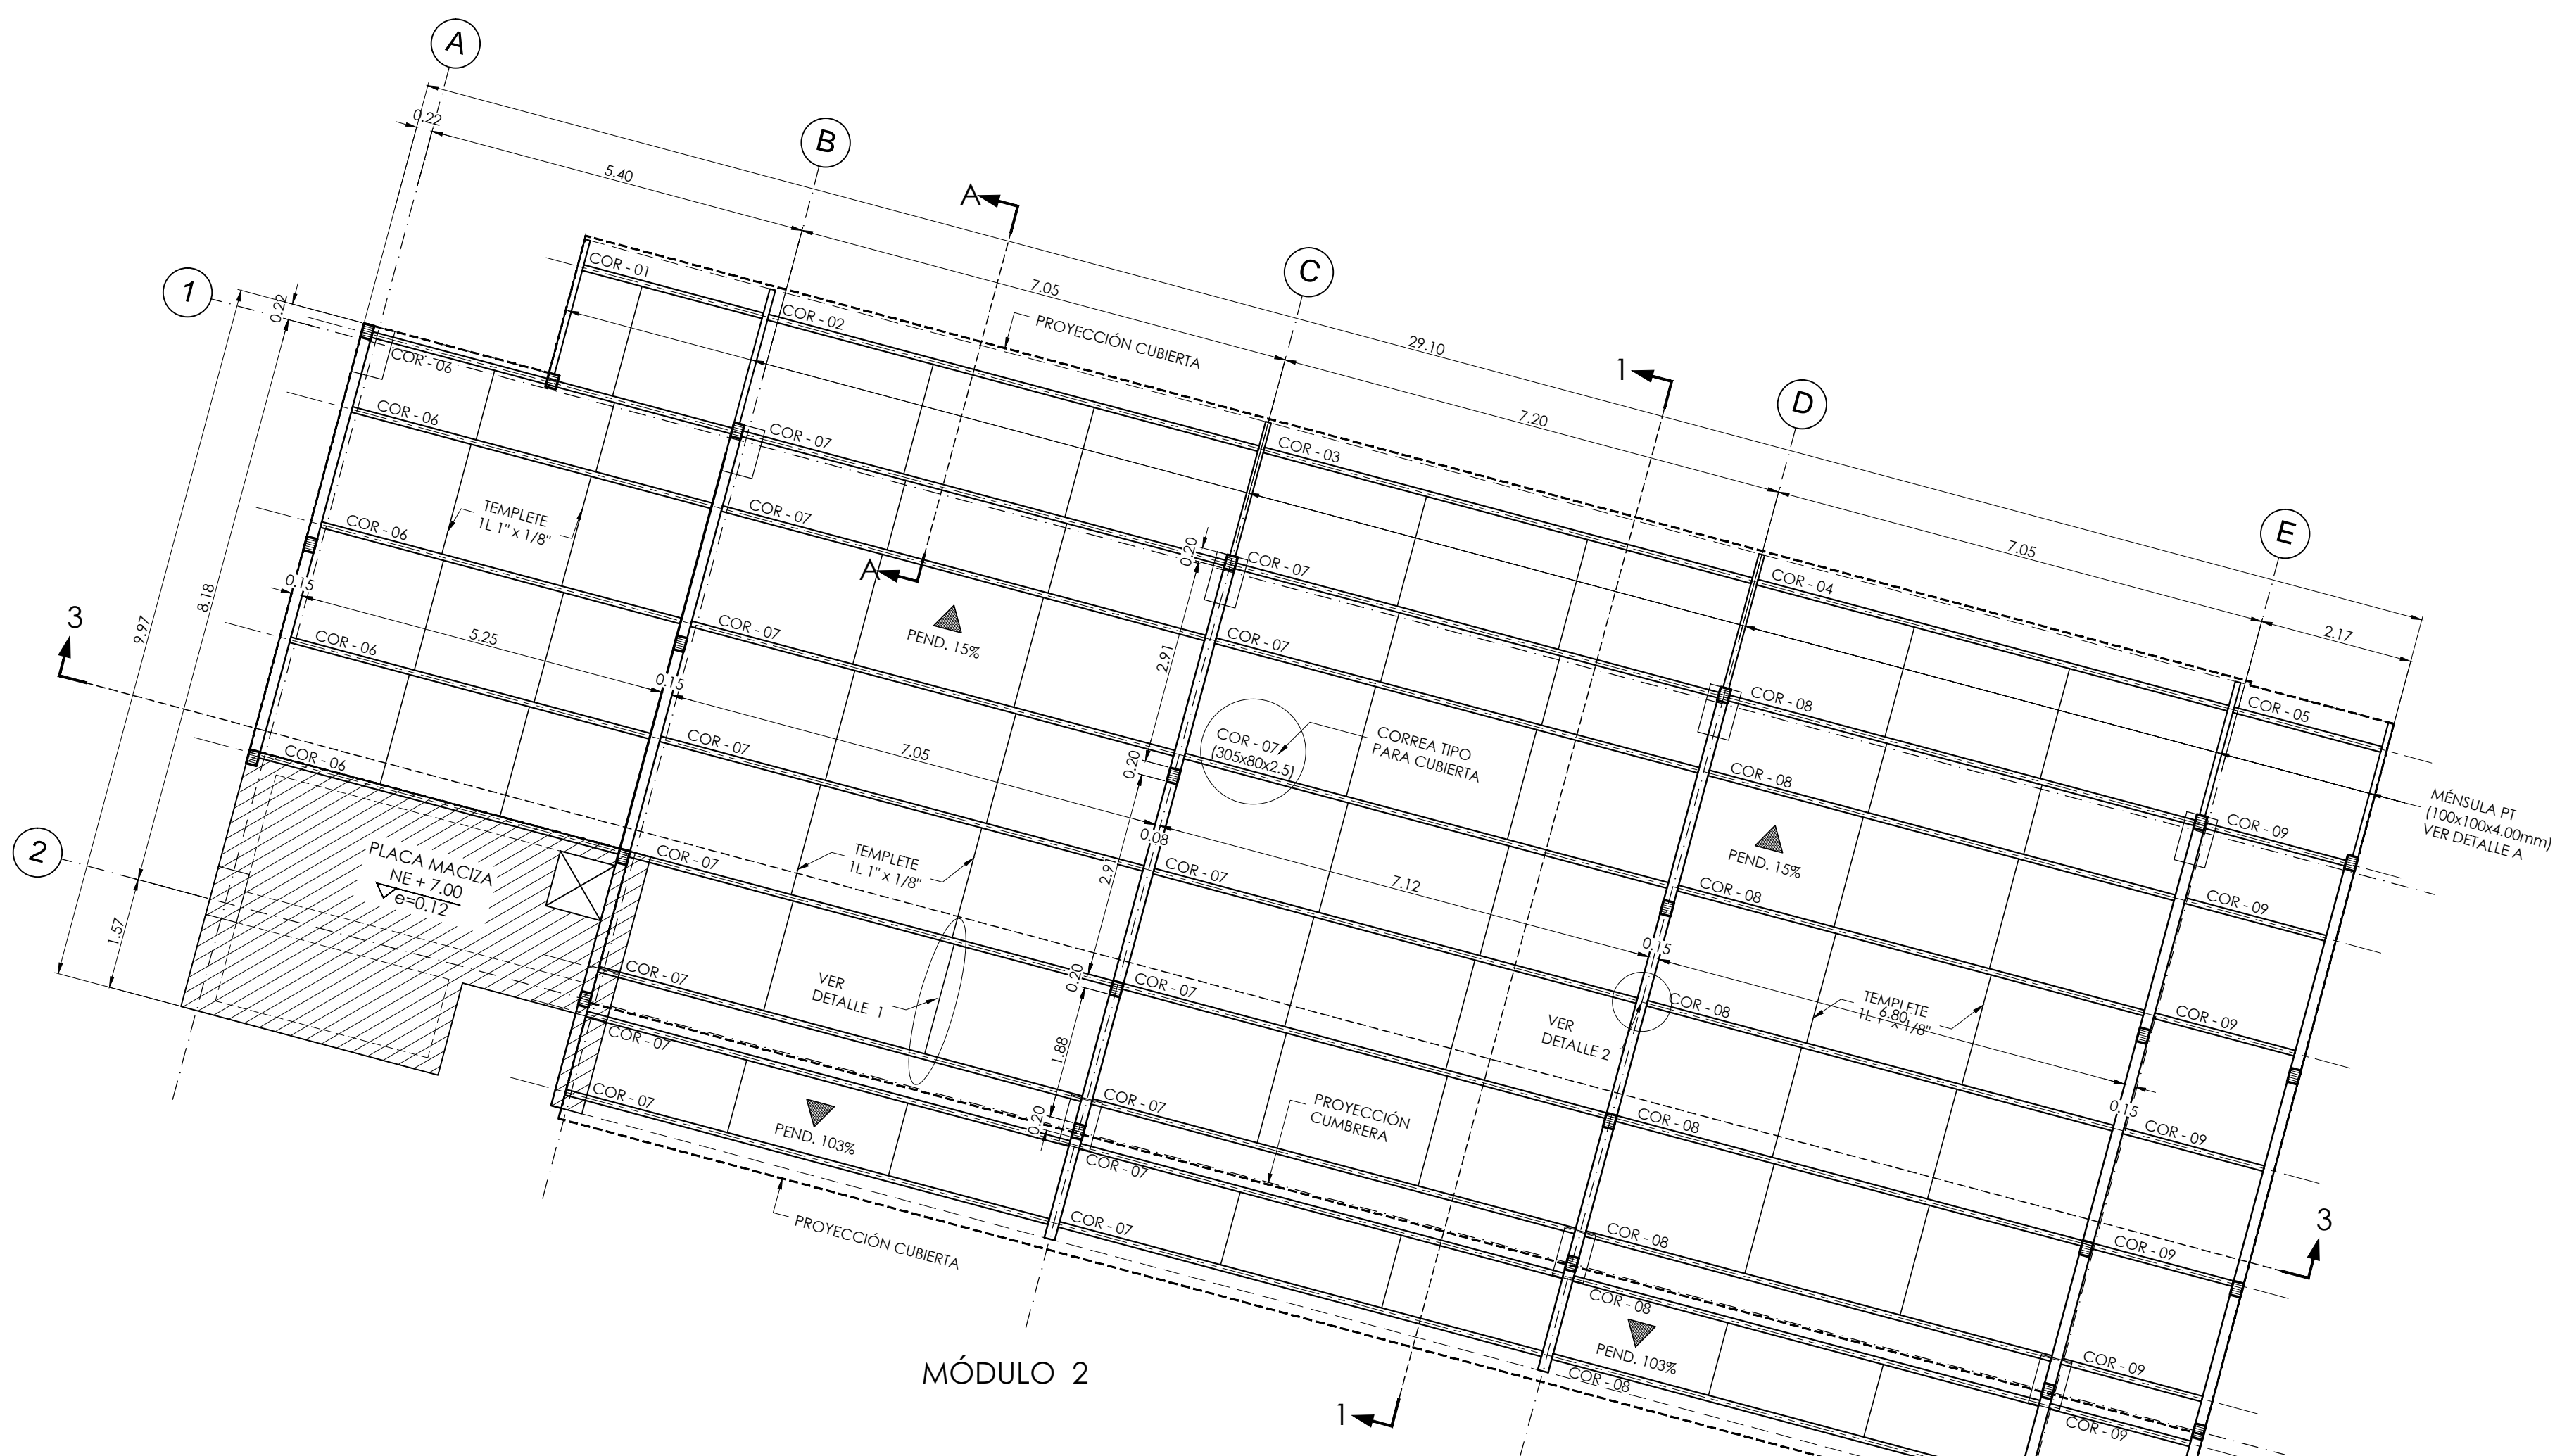 A
B
C
D
E
0.22
5.40
7.05
7.20
29.10
7.05
2.17
A
A
1
1
3
3
1
2
0.22
8.18
9.97
1.57
COR - 01
COR - 02
COR - 03
COR - 04
COR - 05
PROYECCIÓN CUBIERTA
COR - 06
COR - 07
COR - 07
COR - 08
COR - 09
COR - 06
COR - 07
COR - 07
COR - 08
COR - 09
COR - 06
COR - 07
COR - 07
(305x80x2.5)
COR - 08
COR - 09
COR - 06
COR - 07
COR - 07
COR - 08
COR - 09
COR - 06
COR - 07
COR - 07
COR - 08
COR - 09
COR - 07
COR - 07
COR - 08
COR - 09
COR - 07
COR - 07
COR - 08
COR - 09
COR - 07
COR - 07
COR - 08
TEMPLETE
1L 1" x 1/8"
PEND. 15%
CORREA TIPO
PARA CUBIERTA
PEND. 15%
MÉNSULA PT
(100x100x4.00mm)
VER DETALLE A
0.15
5.25
0.15
7.05
0.08
7.12
0.15
6.80
0.15
0.20
2.91
0.20
2.91
0.20
1.88
0.20
TEMPLETE
1L 1" x 1/8"
TEMPLETE
1L 1" x 1/8"
PLACA MACIZA
NE + 7.00
e=0.12
VER
DETALLE 1
VER
DETALLE 2
PROYECCIÓN
CUMBRERA
PEND. 103%
PEND. 103%
PROYECCIÓN CUBIERTA
MÓDULO 2